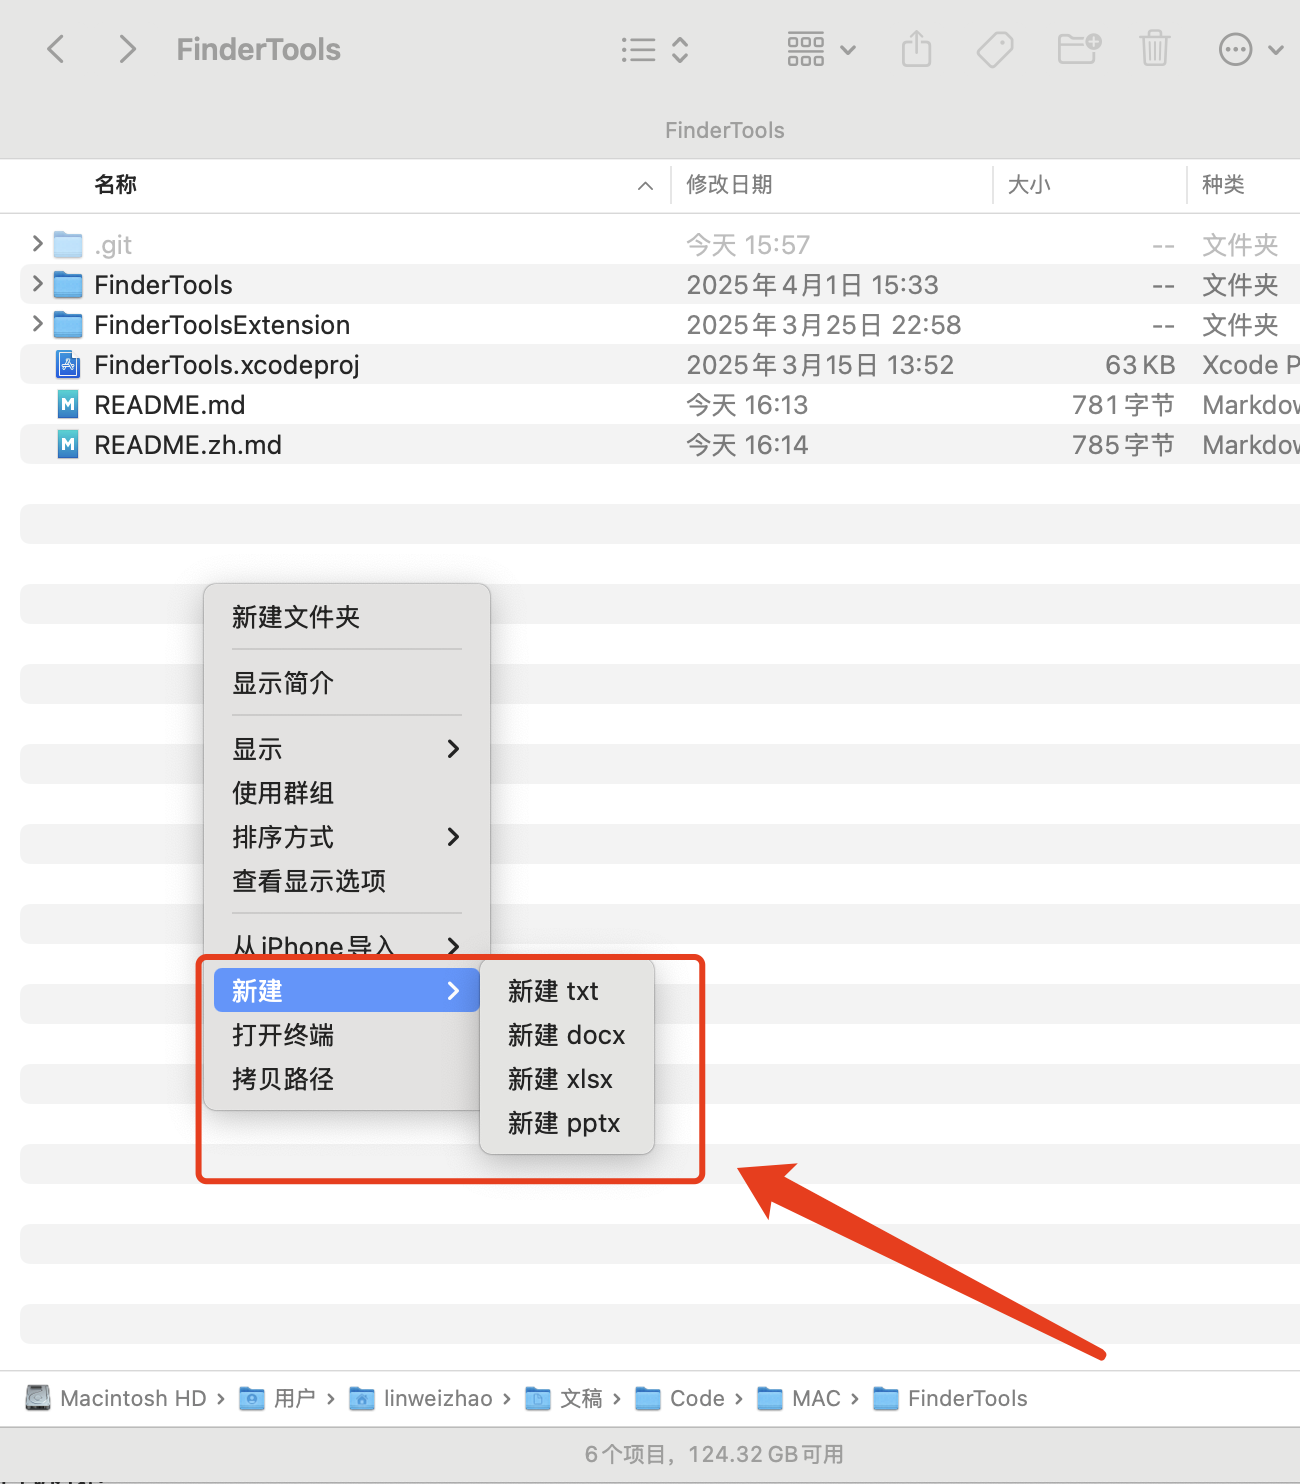 FinderTools
FinderTools
名称 修改日期 大小 种类
.git 今天 15:57 -- 文件夹
FinderTools 2025年4月1日 15:33 -- 文件夹
FinderToolsExtension 2025年3月25日 22:58 -- 文件夹
FinderTools.xcodeproj 2025年3月15日 13:52 63 KB Xcode P
README.md 今天 16:13 781 字节 Markdow
README.zh.md 今天 16:14 785 字节 Markdow
新建文件夹
显示简介
显示
使用群组
排序方式
查看显示选项
从 iPhone 导入
新建
打开终端
拷贝路径
新建 txt
新建 docx
新建 xlsx
新建 pptx
Macintosh HD › 用户 › linweizhao › 文稿 › Code › MAC › FinderTools
6个项目，124.32 GB可用